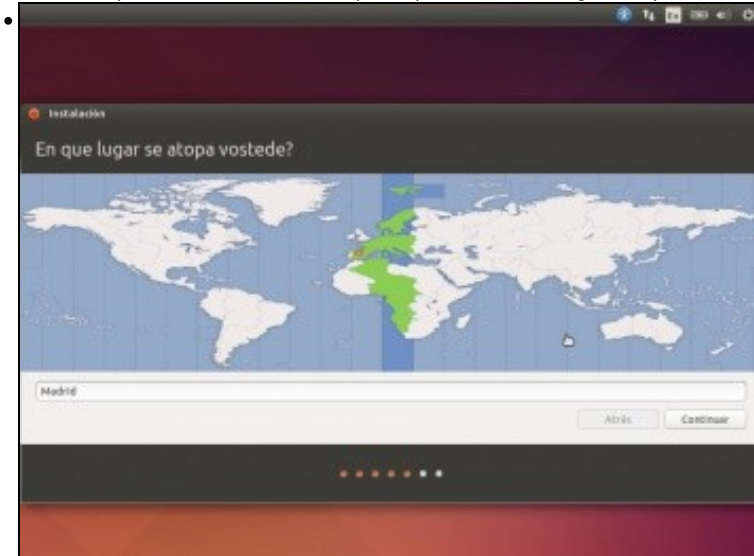 Instalación
En que lugar se atopa vostede?
Madrid
Atrás
Continuar